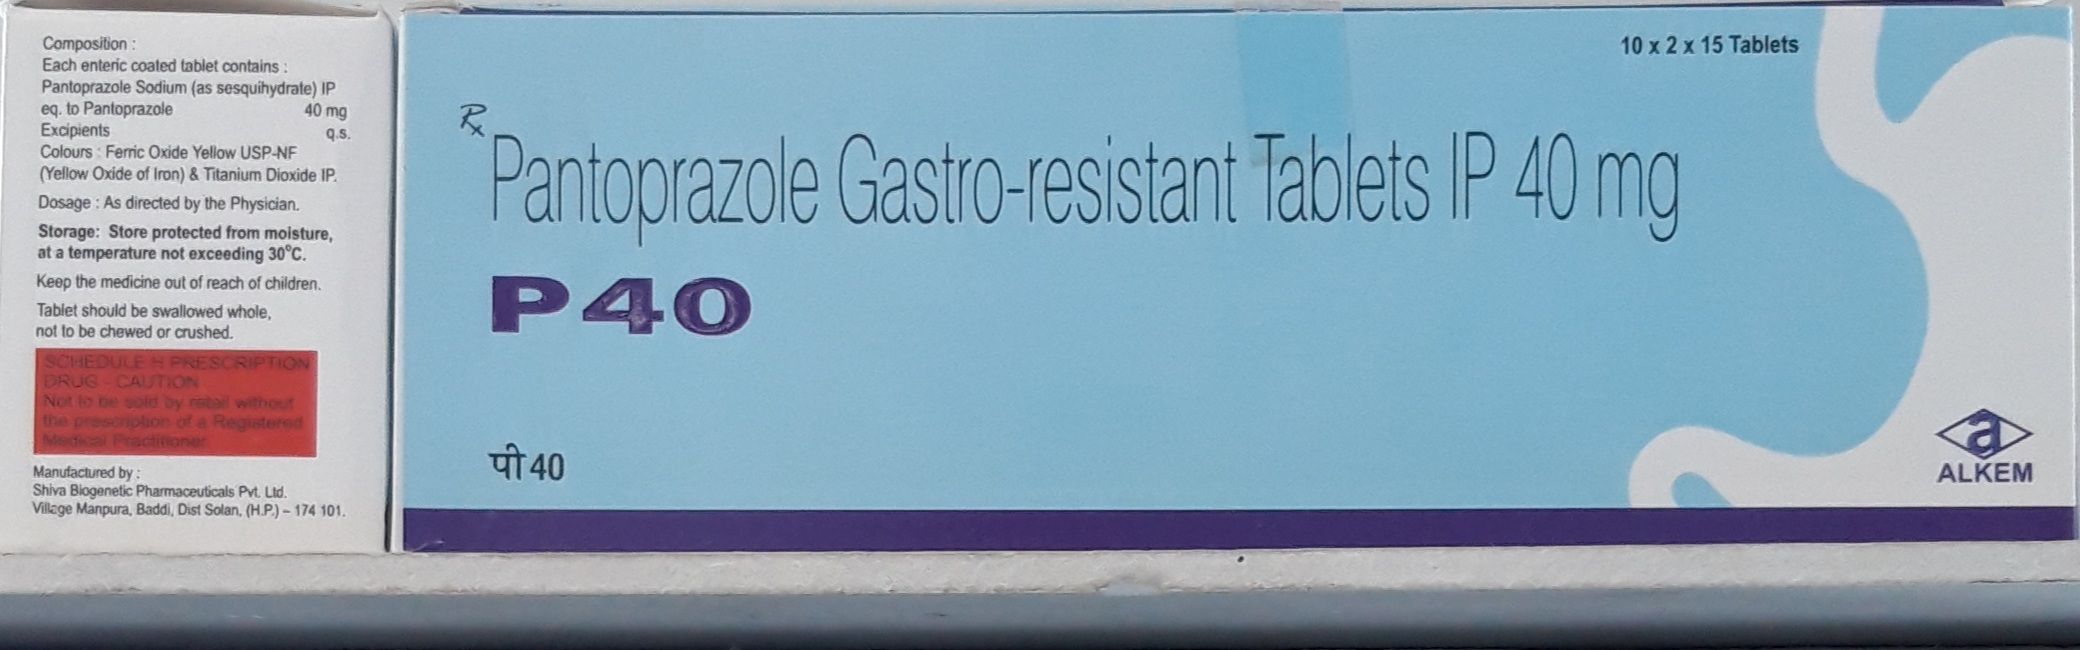 Composition :
Each enteric coated tablet contains :
Pantoprazole Sodium (as sesquihydrate) IP
eq. to Pantoprazole 40 mg
Excipients q.s.
Colours : Ferric Oxide Yellow USP-NF
(Yellow Oxide of Iron) & Titanium Dioxide IP.
Dosage : As directed by the Physician.
Storage: Store protected from moisture,
at a temperature not exceeding 30°C.
Keep the medicine out of reach of children.
Tablet should be swallowed whole,
not to be chewed or crushed.
SCHEDULE H PRESCRIPTION
DRUG - CAUTION
Not to be sold by retail without
the prescription of a Registered
Medical Practitioner
Manufactured by :
Shiva Biogenetic Pharmaceuticals Pvt. Ltd.
Village Manpura, Baddi, Dist Solan, (H.P.) – 174 101.
10 x 2 x 15 Tablets
Rx
Pantoprazole Gastro-resistant Tablets IP 40 mg
P40
पी 40
a
ALKEM